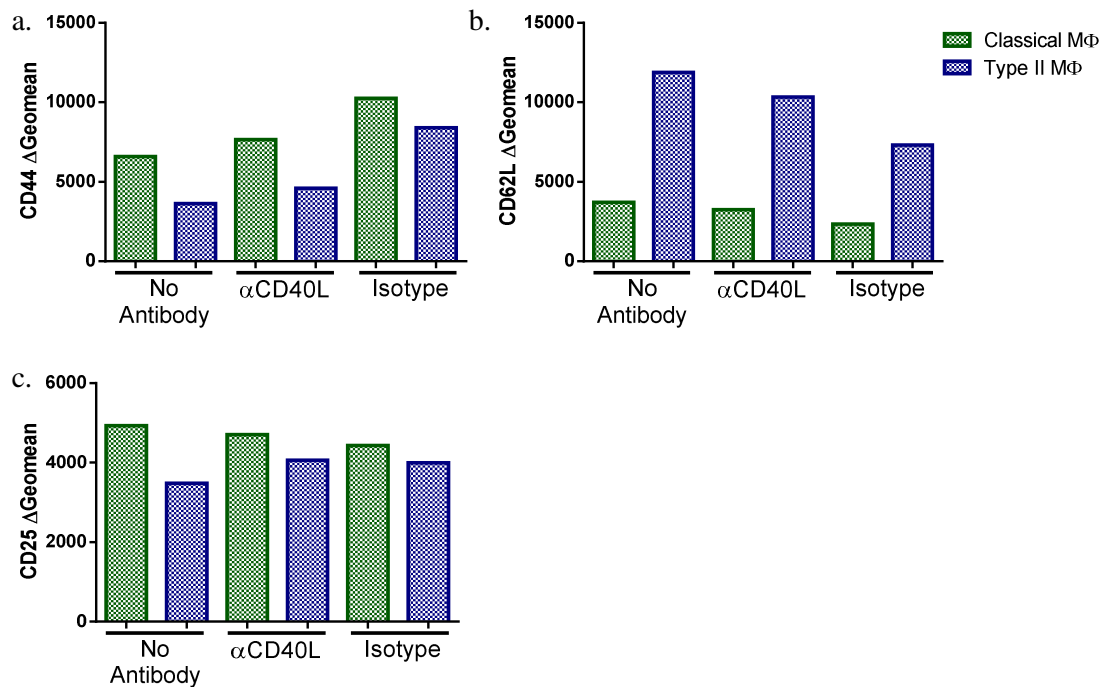 a.
CD44 ΔGeomean
15000
10000
5000
0
No
Antibody
αCD40L
Isotype
b.
CD62L ΔGeomean
15000
10000
5000
0
No
Antibody
αCD40L
Isotype
Classical MΦ
Type II MΦ
c.
CD25 ΔGeomean
6000
4000
2000
0
No
Antibody
αCD40L
Isotype